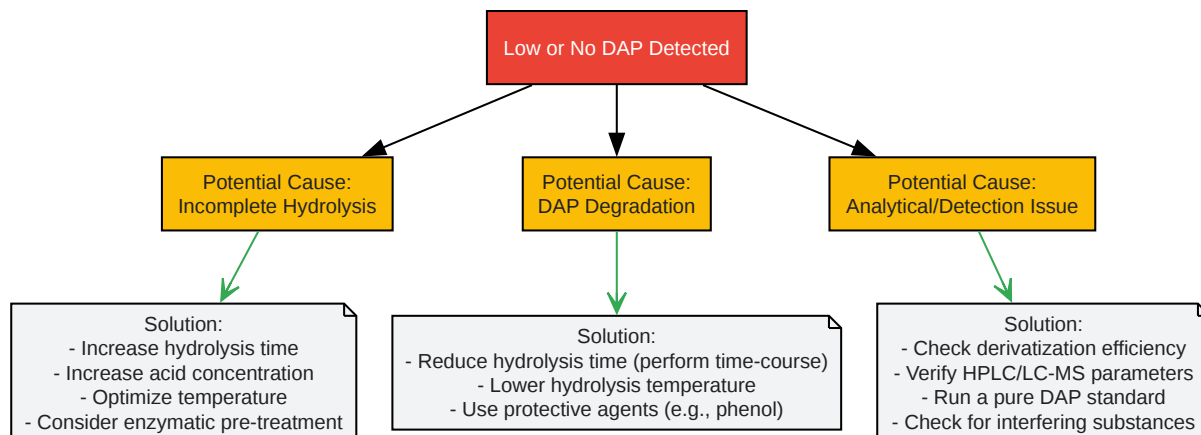 Low or No DAP Detected
Potential Cause:
Incomplete Hydrolysis
Potential Cause:
DAP Degradation
Potential Cause:
Analytical/Detection Issue
Solution:
- Increase hydrolysis time
- Increase acid concentration
- Optimize temperature
- Consider enzymatic pre-treatment
Solution:
- Reduce hydrolysis time (perform time-course)
- Lower hydrolysis temperature
- Use protective agents (e.g., phenol)
Solution:
- Check derivatization efficiency
- Verify HPLC/LC-MS parameters
- Run a pure DAP standard
- Check for interfering substances